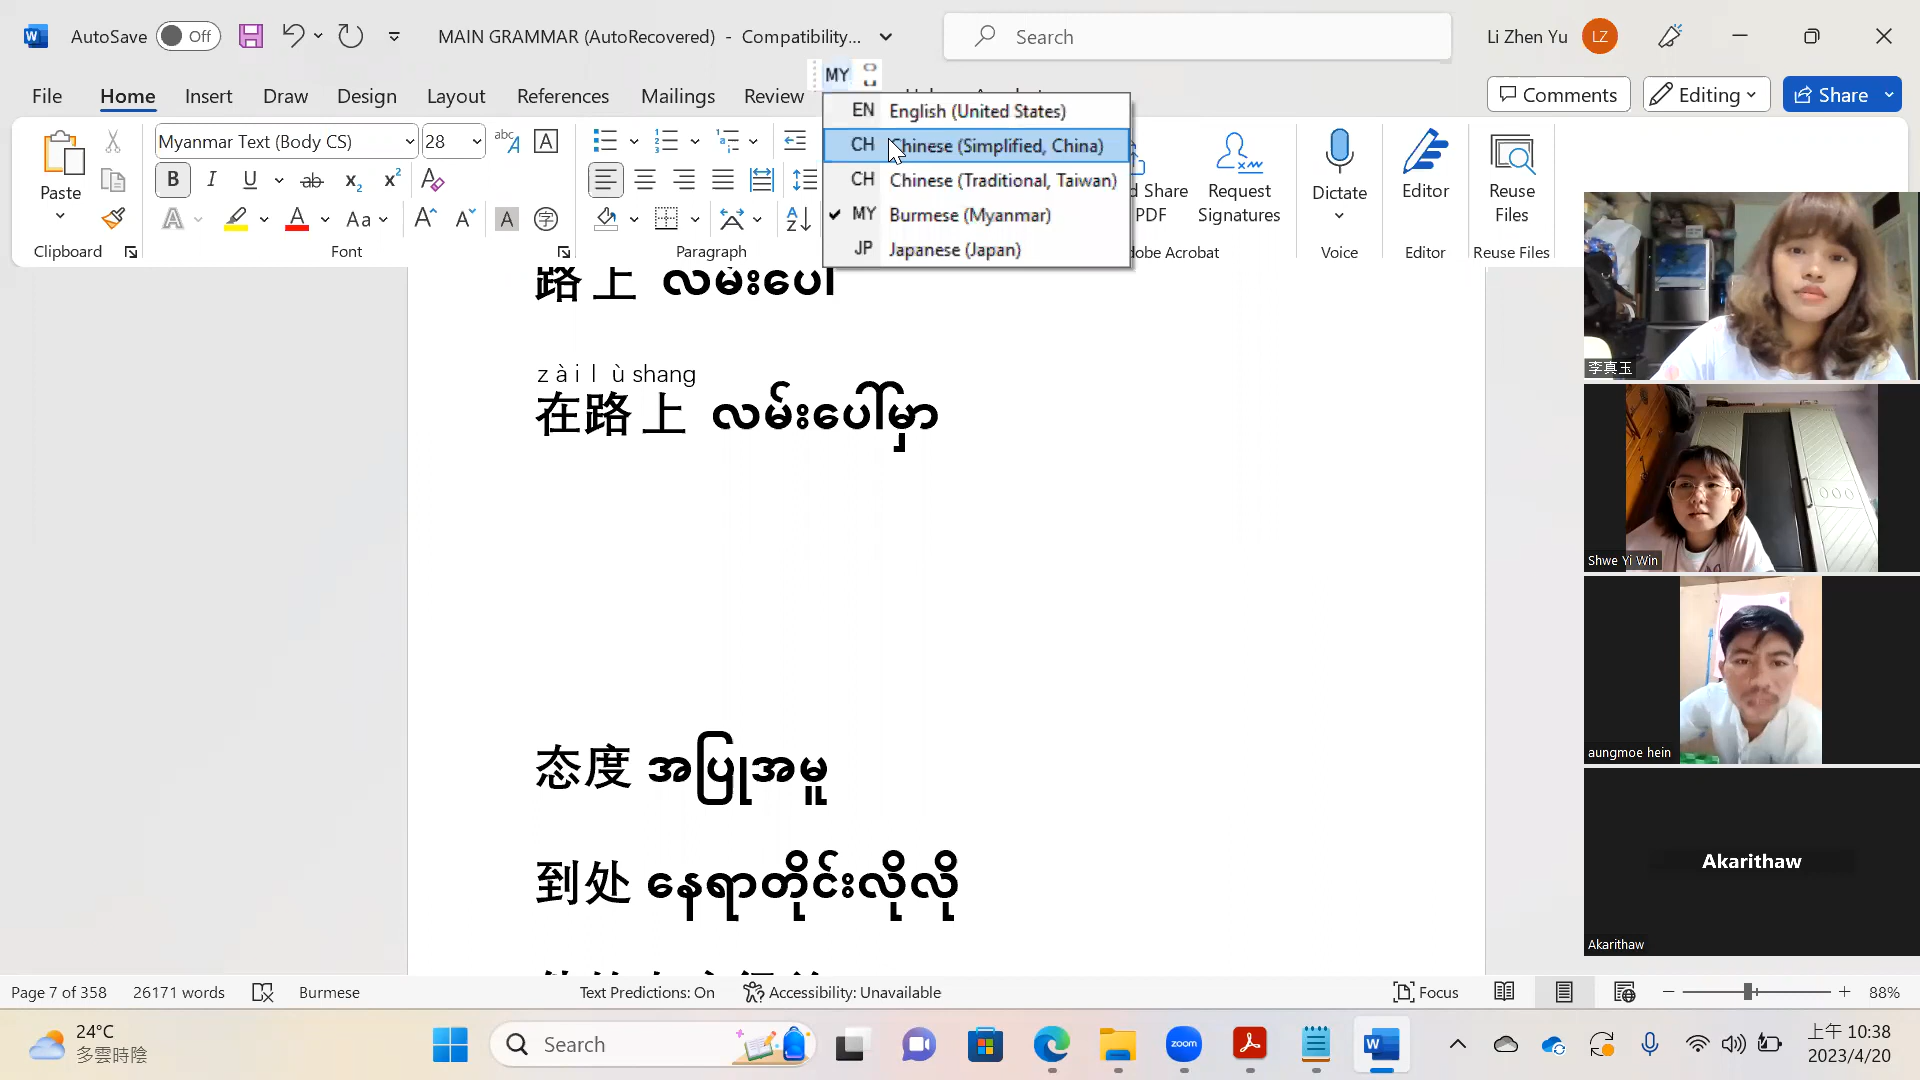 AutoSave Off MAIN GRAMMAR (AutoRecovered) - Compatibility... Search Li Zhen Yu LZ
MY
File Home Insert Draw Design Layout References Mailings Review Comments Editing Share
EN English (United States)
CH Chinese (Simplified, China)
CH Chinese (Traditional, Taiwan)
MY Burmese (Myanmar)
JP Japanese (Japan)
Myanmar Text (Body CS) 28
Paste
Clipboard Font Paragraph
d Share PDF
Request Signatures
dobe Acrobat
Dictate
Voice
Editor
Editor
Reuse Files
Reuse Files
路上 လမ်းပေါ်
zài lù shang
在路上 လမ်းပေါ်မှာ
态度 အပြုအမူ
到处 နေရာတိုင်းလိုလို
李真玉
Shwe Yi Win
aungmoe hein
Akarithaw
Akarithaw
Page 7 of 358 26171 words Burmese Text Predictions: On Accessibility: Unavailable Focus 88%
24°C
多雲時陰
Search
zoom
上午 10:38
2023/4/20